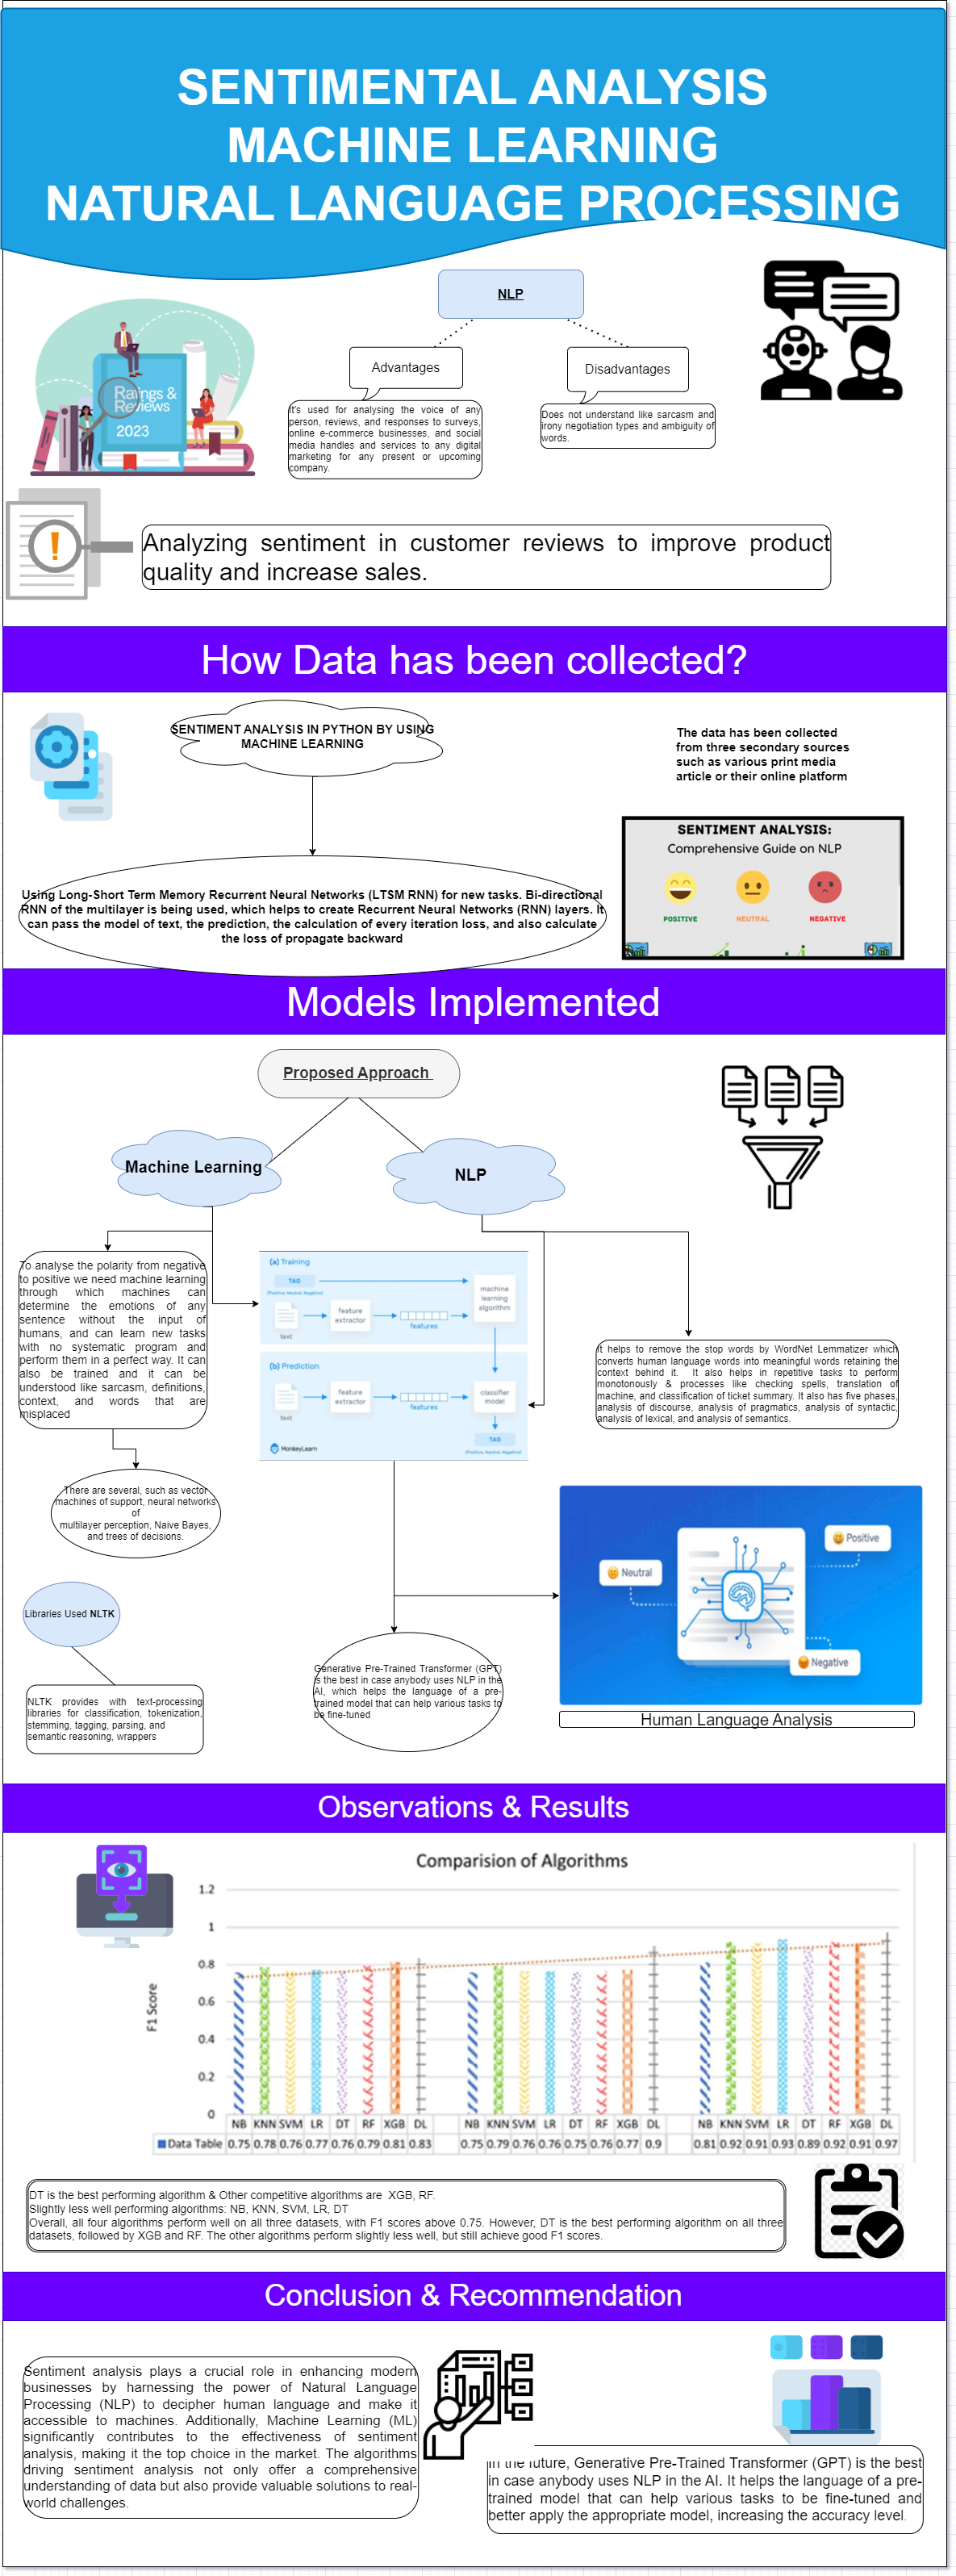 SENTIMENTAL ANALYSIS
MACHINE LEARNING
NATURAL LANGUAGE PROCESSING
NLP
Advantages
Disadvantages
It's used for analysing the voice of any
person, reviews, and responses to surveys,
online e-commerce businesses, and social
media handles and services to any digital
marketing for any present or upcoming
company.
Does not understand like sarcasm and
irony negotiation types and ambiguity of
words.
Ratings &
Reviews
2023
Analyzing sentiment in customer reviews to improve product
quality and increase sales.
How Data has been collected?
SENTIMENT ANALYSIS IN PYTHON BY USING
MACHINE LEARNING
The data has been collected
from three secondary sources
such as various print media
article or their online platform
SENTIMENT ANALYSIS:
Comprehensive Guide on NLP
POSITIVE
NEUTRAL
NEGATIVE
Using Long-Short Term Memory Recurrent Neural Networks (LTSM RNN) for new tasks. Bi-directional
RNN of the multilayer is being used, which helps to create Recurrent Neural Networks (RNN) layers. It
can pass the model of text, the prediction, the calculation of every iteration loss, and also calculate
the loss of propagate backward
Models Implemented
Proposed Approach
Machine Learning
NLP
To analyse the polarity from negative
to positive we need machine learning
through which machines can
determine the emotions of any
sentence without the input of
humans, and can learn new tasks
with no systematic program and
perform them in a perfect way. It can
also be trained and it can be
understood like sarcasm, definitions,
context, and words that are
misplaced
(a) Training
TAG
(Positive, Neutral, Negative)
text
feature
extractor
features
machine
learning
algorithm
(b) Prediction
text
feature
extractor
features
classifier
model
TAG
(Positive, Neutral, Negative)
MonkeyLearn
It helps to remove the stop words by WordNet Lemmatizer which
converts human language words into meaningful words retaining the
context behind it. It also helps in repetitive tasks to perform
monotonously & processes like checking spells, translation of
machine, and classification of ticket summary. It also has five phases,
analysis of discourse, analysis of pragmatics, analysis of syntactic,
analysis of lexical, and analysis of semantics.
There are several, such as vector
machines of support, neural networks
of
multilayer perception, Naive Bayes,
and trees of decisions.
Libraries Used NLTK
NLTK provides with text-processing
libraries for classification, tokenization,
stemming, tagging, parsing, and
semantic reasoning, wrappers
Generative Pre-Trained Transformer (GPT)
is the best in case anybody uses NLP in the
AI, which helps the language of a pre-
trained model that can help various tasks to
be fine-tuned
Neutral
Positive
Negative
Human Language Analysis
Observations & Results
Comparision of Algorithms
F1 Score
1.2
1
0.8
0.6
0.4
0.2
0
NB KNN SVM LR DT RF XGB DL NB KNN SVM LR DT RF XGB DL NB KNN SVM LR DT RF XGB DL
Data Table 0.75 0.78 0.76 0.77 0.76 0.79 0.81 0.83 0.75 0.79 0.76 0.76 0.75 0.76 0.77 0.9 0.81 0.92 0.91 0.93 0.89 0.92 0.91 0.97
DT is the best performing algorithm & Other competitive algorithms are XGB, RF.
Slightly less well performing algorithms: NB, KNN, SVM, LR, DT
Overall, all four algorithms perform well on all three datasets, with F1 scores above 0.75. However, DT is the best performing algorithm on all three
datasets, followed by XGB and RF. The other algorithms perform slightly less well, but still achieve good F1 scores.
Conclusion & Recommendation
Sentiment analysis plays a crucial role in enhancing modern
businesses by harnessing the power of Natural Language
Processing (NLP) to decipher human language and make it
accessible to machines. Additionally, Machine Learning (ML)
significantly contributes to the effectiveness of sentiment
analysis, making it the top choice in the market. The algorithms
driving sentiment analysis not only offer a comprehensive
understanding of data but also provide valuable solutions to real-
world challenges.
In the future, Generative Pre-Trained Transformer (GPT) is the best
in case anybody uses NLP in the AI. It helps the language of a pre-
trained model that can help various tasks to be fine-tuned and
better apply the appropriate model, increasing the accuracy level.